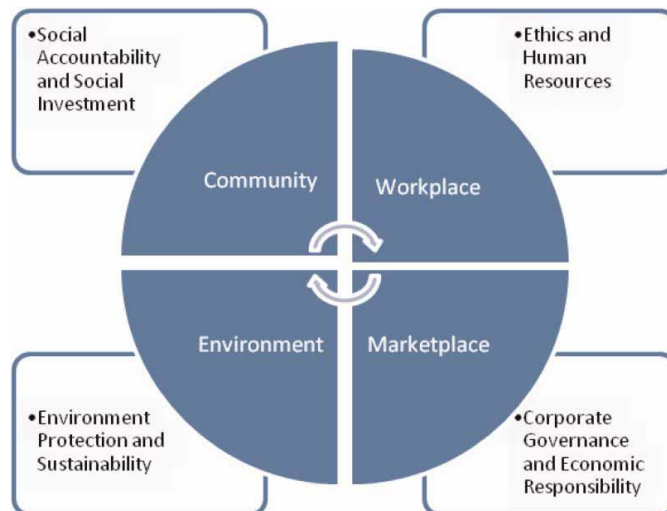 •Social
Accountability
and Social
Investment
•Ethics and
Human
Resources
Community
Workplace
Environment
Marketplace
•Environment
Protection and
Sustainability
•Corporate
Governance
and Economic
Responsibility